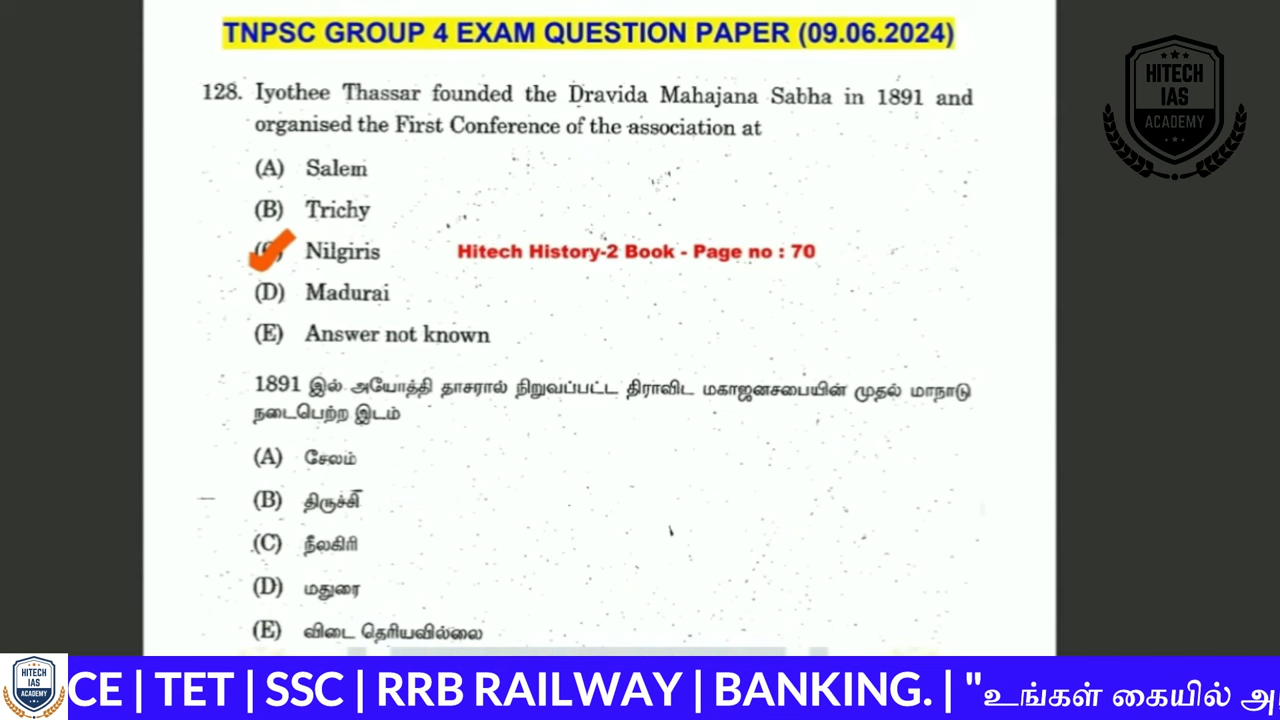 TNPSC GROUP 4 EXAM QUESTION PAPER (09.06.2024)
HITECH
IAS
ACADEMY
128. Iyothee Thassar founded the Dravida Mahajana Sabha in 1891 and
organised the First Conference of the association at
(A) Salem
(B) Trichy
Nilgiris Hitech History-2 Book - Page no : 70
(D) Madurai
(E) Answer not known
1891 இல் அயோத்தி தாசரால் நிறுவப்பட்ட திராவிட மகாஜனசபையின் முதல் மாநாடு
நடைபெற்ற இடம்
(A) சேலம்
(B) திருச்சி
(C) நீலகிரி
(D) மதுரை
(E) விடை தெரியவில்லை
HITECH
IAS
ACADEMY
CE | TET | SSC | RRB RAILWAY | BANKING. | "உங்கள் கையில்